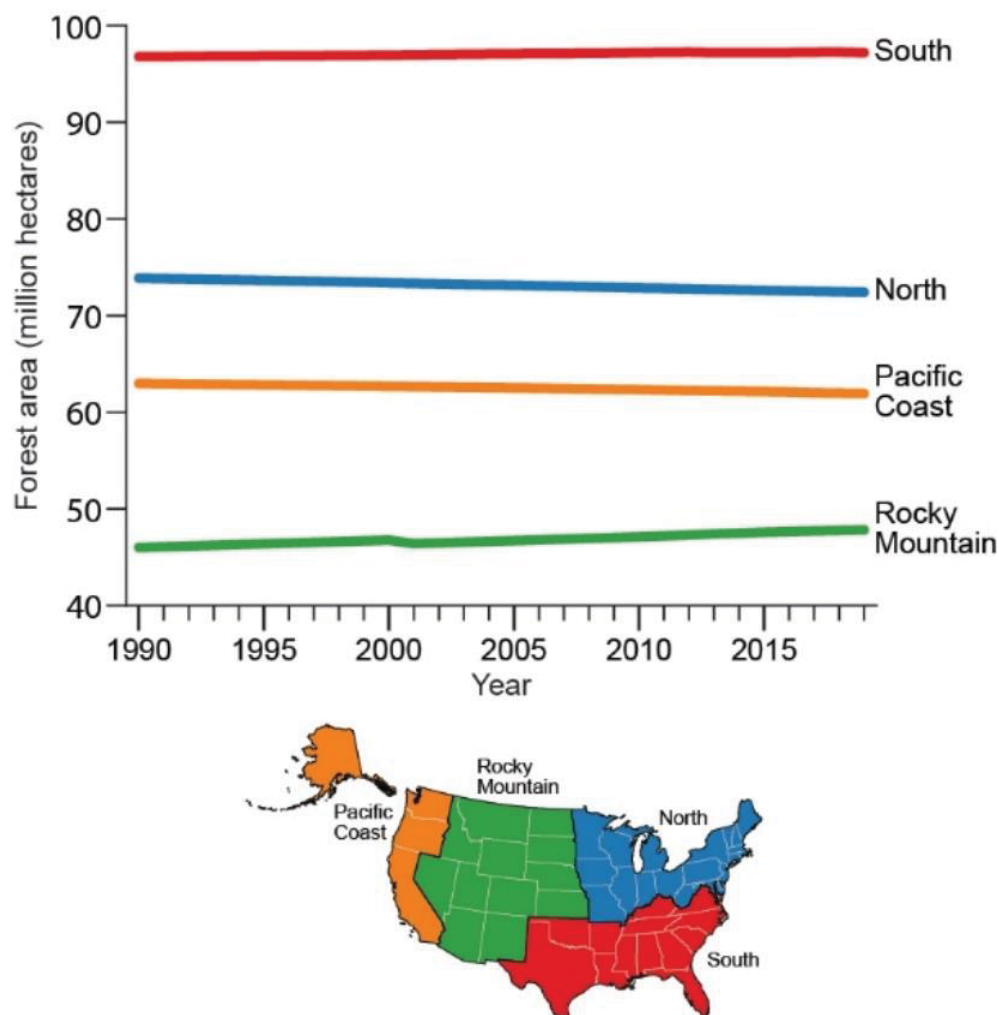 100
90
80
70
60
50
40
Forest area (million hectares)
South
North
Pacific
Coast
Rocky
Mountain
1990 1995 2000 2005 2010 2015
Year
Rocky
Mountain
Pacific
Coast
North
South